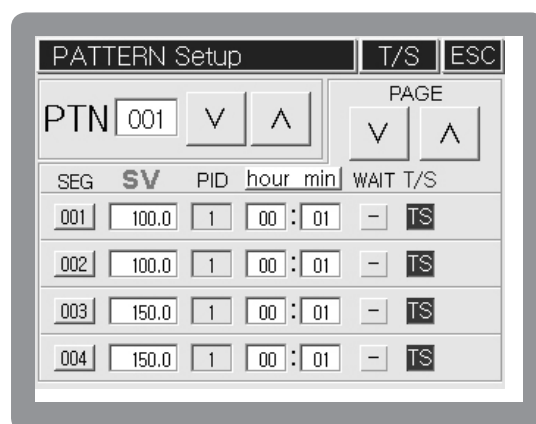 PATTERN Setup T/S ESC
PTN 001 V Λ PAGE V Λ
SEG SV PID hour min WAIT T/S
001 100.0 1 00 : 01 – TS
002 100.0 1 00 : 01 – TS
003 150.0 1 00 : 01 – TS
004 150.0 1 00 : 01 – TS